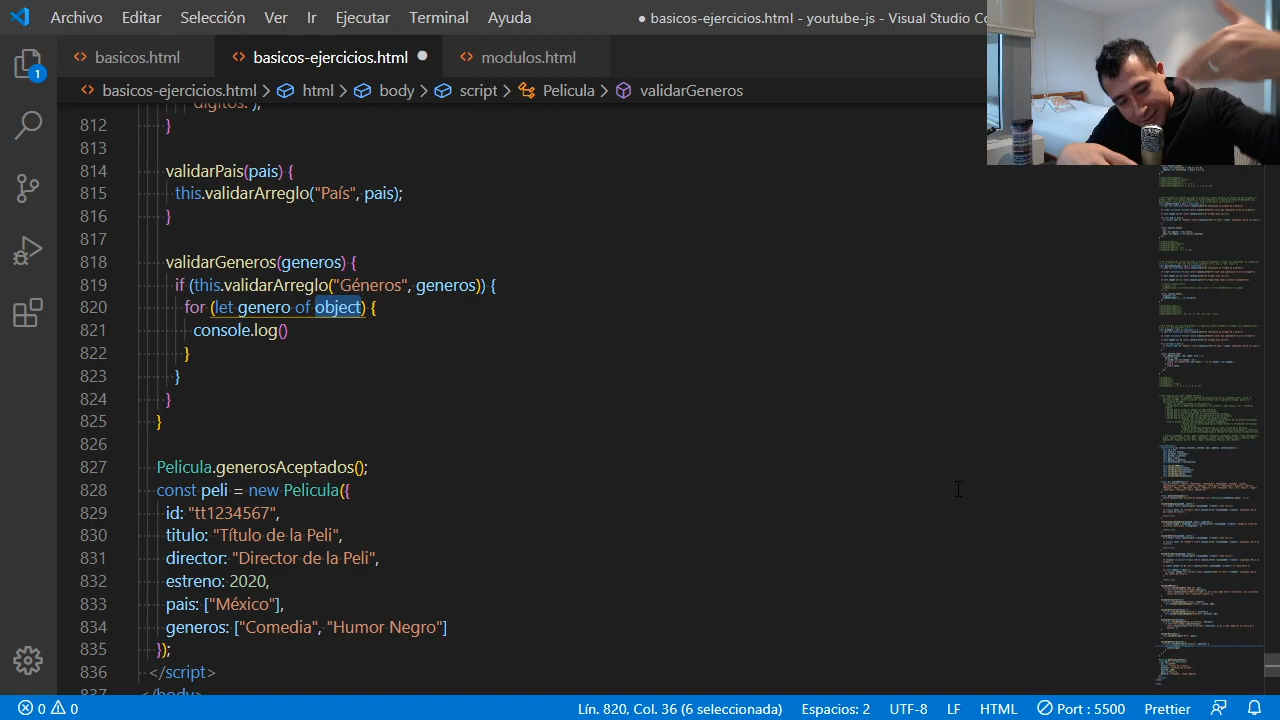 Archivo Editar Selección Ver Ir Ejecutar Terminal Ayuda ● basicos-ejercicios.html - youtube-js - Visual Studio Co
basicos.html basicos-ejercicios.html modulos.html
basicos-ejercicios.html > html > body > script > Pelicula > validarGeneros
1
dígitos.");
812 }
813
814 validarPais(pais) {
815 this.validarArreglo("País", pais);
816 }
817
818 validarGeneros(generos) {
819 if (this.validarArreglo("Géneros", generos)) {
820 for (let genero of object) {
821 console.log()
822 }
823 }
824 }
825 }
826
827 Pelicula.generosAceptados();
828 const peli = new Pelicula({
829 id: "tt1234567",
830 titulo: "Título de la Peli",
831 director: "Director de la Peli",
832 estreno: 2020,
833 pais: ["México"],
834 generos: ["Comedia", "Humor Negro"]
835 });
836 </script>
837 </body>
0 0 Lín. 820, Col. 36 (6 seleccionada) Espacios: 2 UTF-8 LF HTML Port : 5500 Prettier